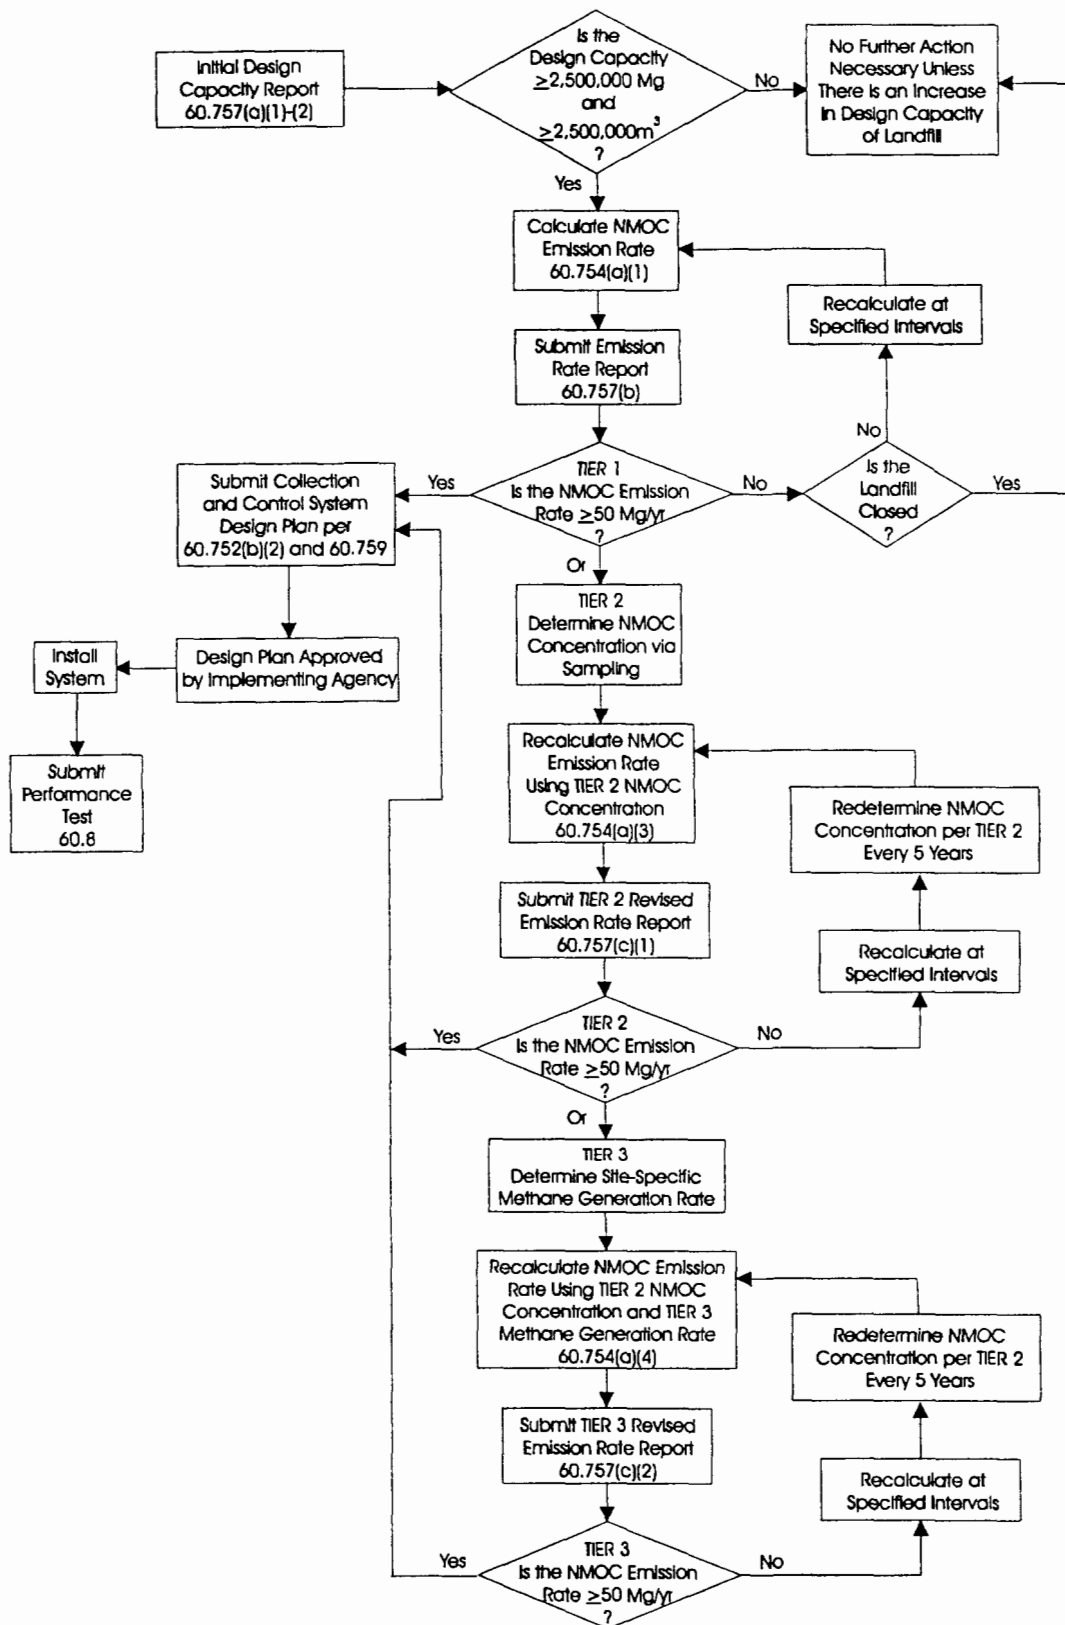 Initial Design
Capacity Report
60.757(a)(1)-(2)
Is the
Design Capacity
≥2,500,000 Mg
and
≥2,500,000m³
?
No
No Further Action
Necessary Unless
There Is an Increase
In Design Capacity
of Landfill
Yes
Calculate NMOC
Emission Rate
60.754(a)(1)
Recalculate at
Specified Intervals
Submit Emission
Rate Report
60.757(b)
No
TIER 1
Is the NMOC Emission
Rate ≥50 Mg/yr
?
Yes
No
Is the
Landfill
Closed
?
Yes
Submit Collection
and Control System
Design Plan per
60.752(b)(2) and 60.759
Or
TIER 2
Determine NMOC
Concentration via
Sampling
Install
System
Design Plan Approved
by Implementing Agency
Submit
Performance
Test
60.8
Recalculate NMOC
Emission Rate
Using TIER 2 NMOC
Concentration
60.754(a)(3)
Redetermine NMOC
Concentration per TIER 2
Every 5 Years
Submit TIER 2 Revised
Emission Rate Report
60.757(c)(1)
Recalculate at
Specified Intervals
Yes
TIER 2
Is the NMOC Emission
Rate ≥50 Mg/yr
?
No
Or
TIER 3
Determine Site-Specific
Methane Generation Rate
Recalculate NMOC Emission
Rate Using TIER 2 NMOC
Concentration and TIER 3
Methane Generation Rate
60.754(a)(4)
Redetermine NMOC
Concentration per TIER 2
Every 5 Years
Submit TIER 3 Revised
Emission Rate Report
60.757(c)(2)
Recalculate at
Specified Intervals
Yes
TIER 3
Is the NMOC Emission
Rate ≥50 Mg/yr
?
No